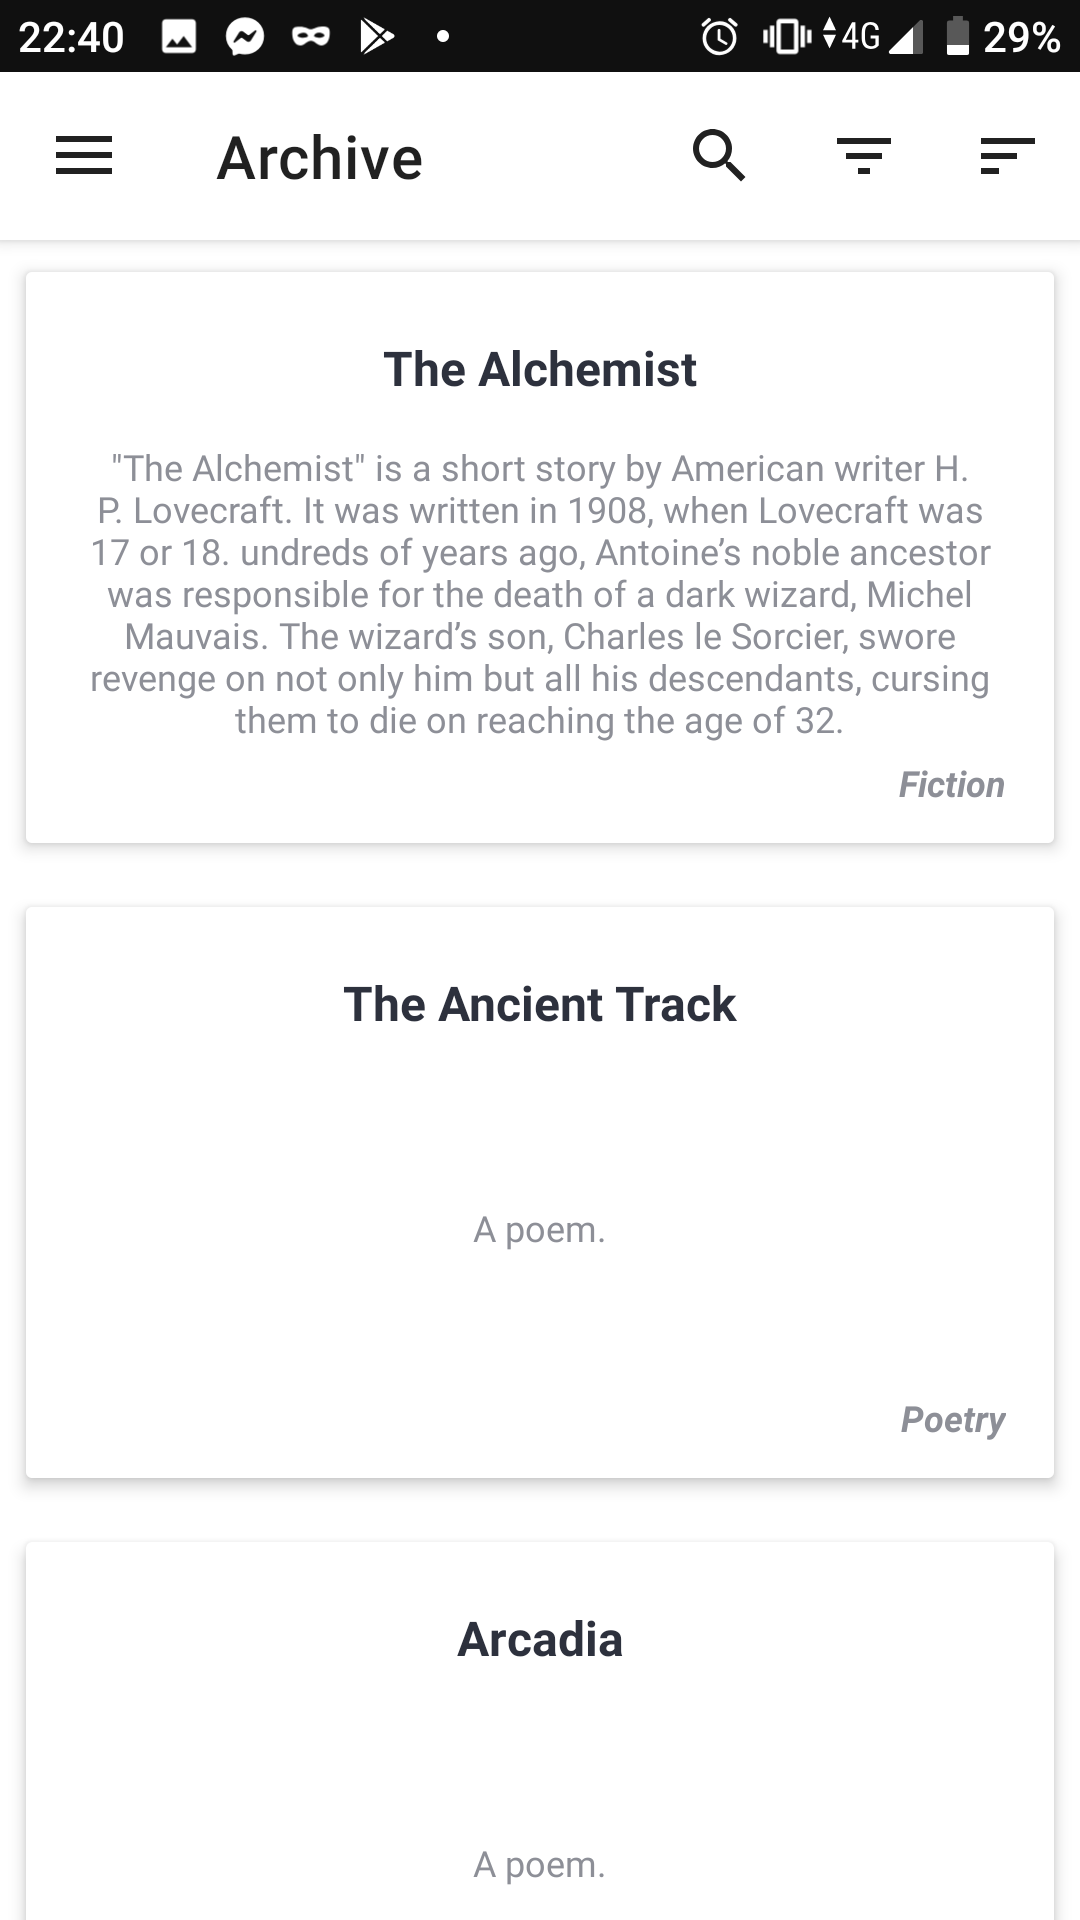 22:40
4G
29%
Archive
The Alchemist
"The Alchemist" is a short story by American writer H.
P. Lovecraft. It was written in 1908, when Lovecraft was
17 or 18. undreds of years ago, Antoine’s noble ancestor
was responsible for the death of a dark wizard, Michel
Mauvais. The wizard’s son, Charles le Sorcier, swore
revenge on not only him but all his descendants, cursing
them to die on reaching the age of 32.
Fiction
The Ancient Track
A poem.
Poetry
Arcadia
A poem.